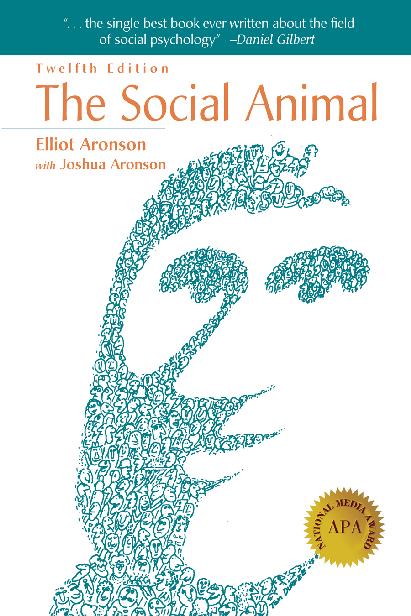 “. . . the single best book ever written about the field
of social psychology” –Daniel Gilbert
Twelfth Edition
The Social Animal
Elliot Aronson
with Joshua Aronson
NATIONAL MEDIA AWARD
APA